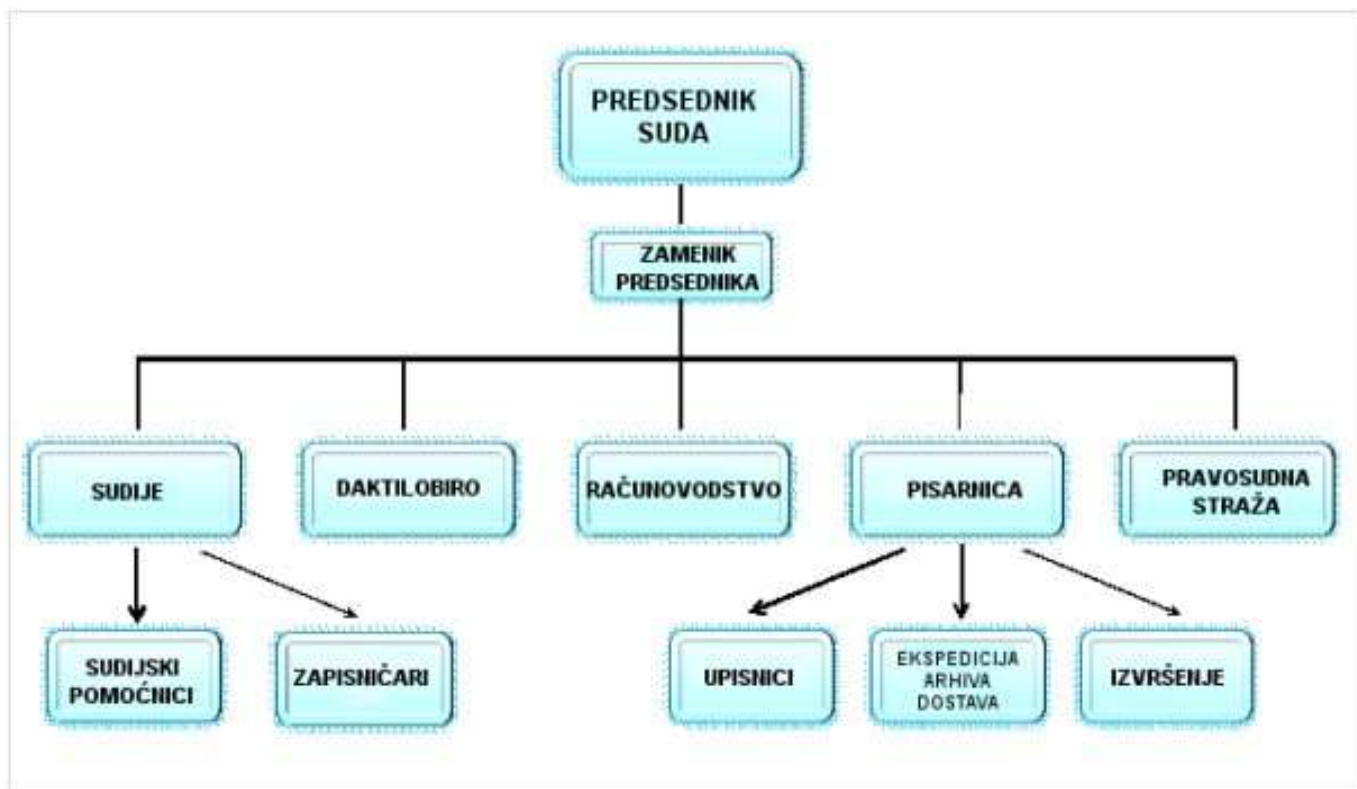 PREDSEDNIK
SUDA
ZAMENIK
PREDSEDNIKA
SUDIJE
DAKTILOBIRO
RAČUNOVODSTVO
PISARNICA
PRAVOSUDNA
STRAŽA
SUDIJSKI
POMOĆNICI
ZAPISNIČARI
UPISNICI
EKSPEDICIJA
ARHIVA
DOSTAVA
IZVRŠENJE